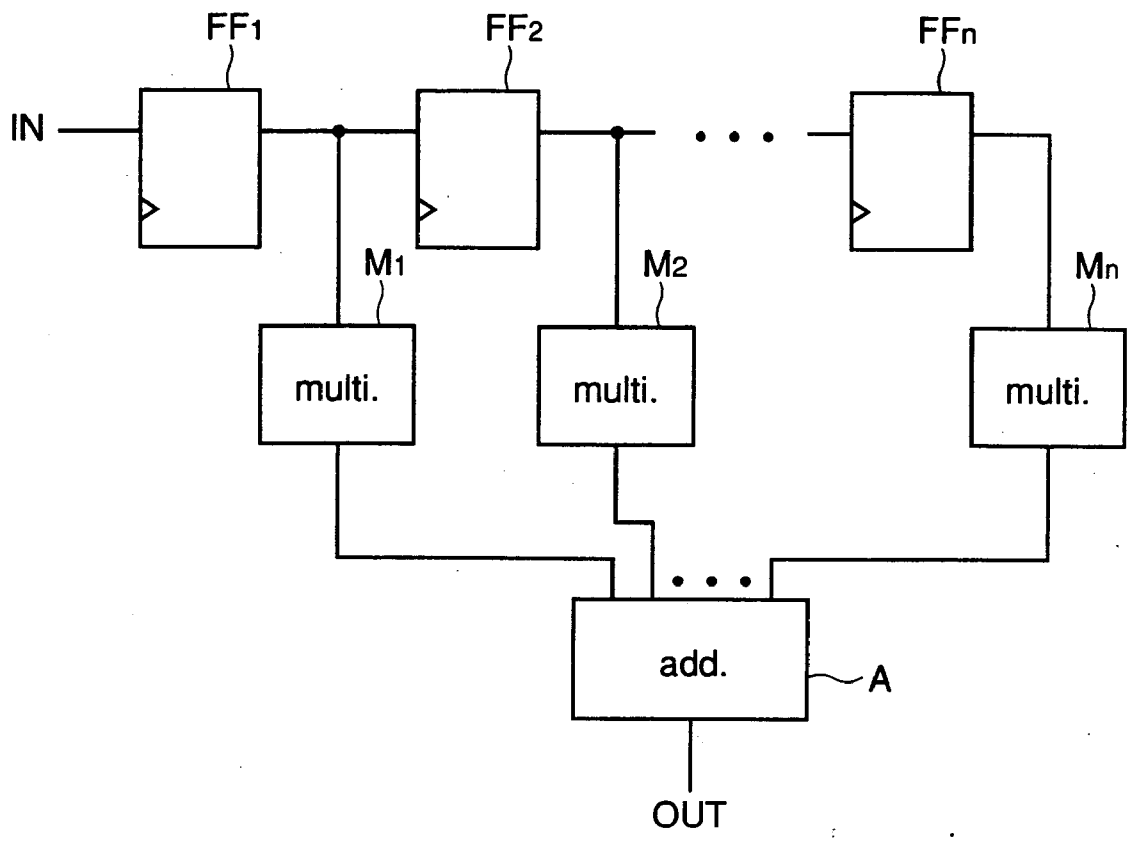 FF1
FF2
FFn
IN
M1
M2
Mn
multi.
multi.
multi.
add.
A
OUT